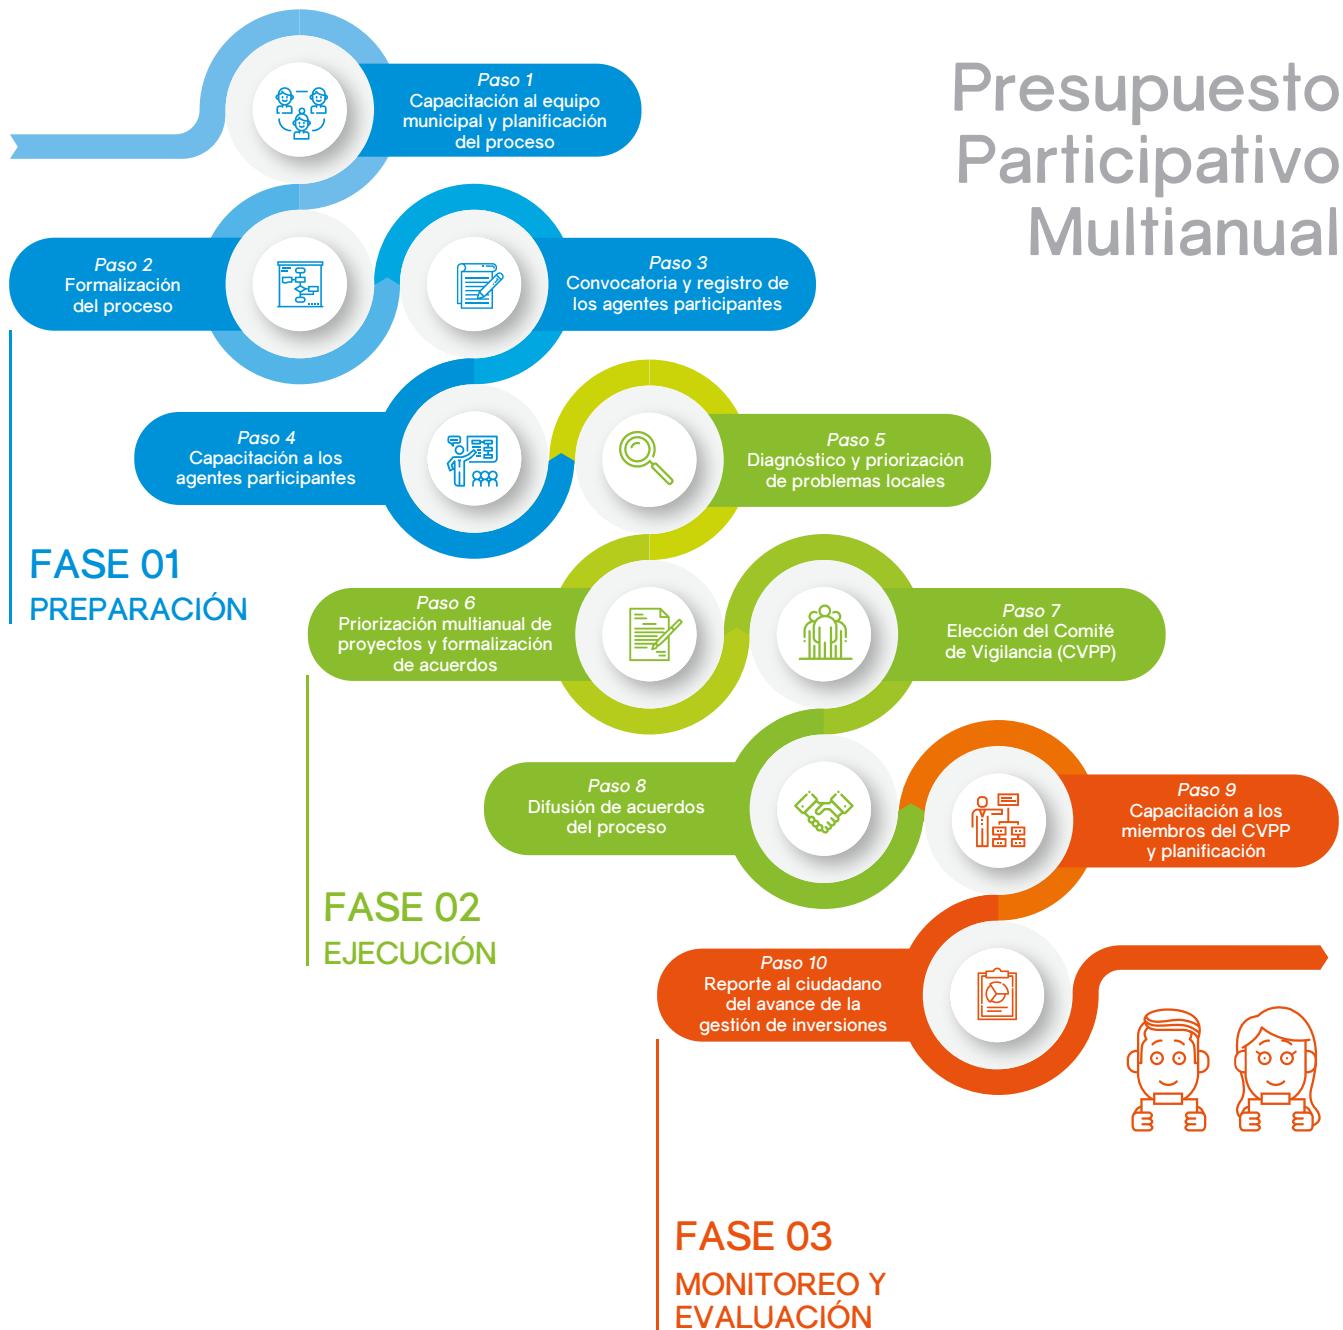 Presupuesto
Participativo
Multianual
Paso 1
Capacitación al equipo
municipal y planificación
del proceso
Paso 2
Formalización
del proceso
Paso 3
Convocatoria y registro de
los agentes participantes
Paso 4
Capacitación a los
agentes participantes
FASE 01
PREPARACIÓN
Paso 5
Diagnóstico y priorización
de problemas locales
Paso 6
Priorización multianual de
proyectos y formalización
de acuerdos
Paso 7
Elección del Comité
de Vigilancia (CVPP)
Paso 8
Difusión de acuerdos
del proceso
FASE 02
EJECUCIÓN
Paso 9
Capacitación a los
miembros del CVPP
y planificación
Paso 10
Reporte al ciudadano
del avance de la
gestión de inversiones
FASE 03
MONITOREO Y
EVALUACIÓN